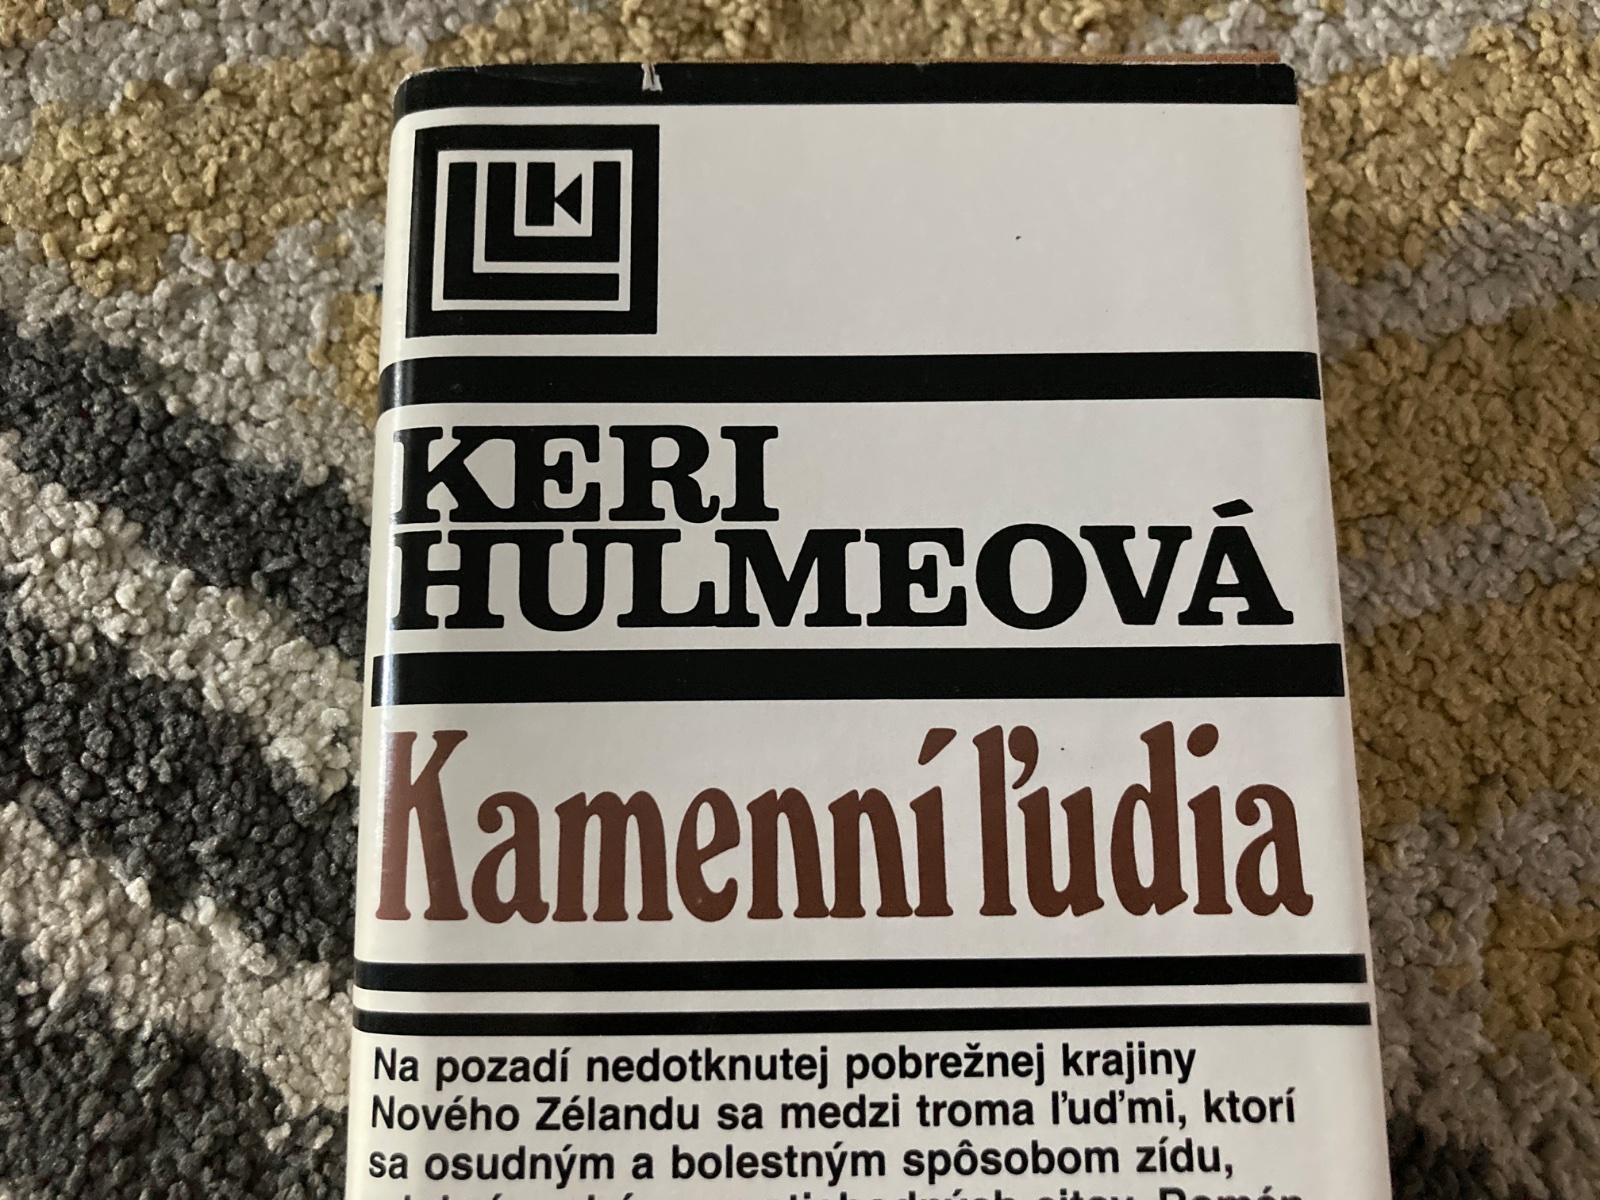 KERI
HULMEOVÁ
Kamenní ľudia
Na pozadí nedotknutej pobrežnej krajiny
Nového Zélandu sa medzi troma ľuďmi, ktorí
sa osudným a bolestným spôsobom zídu,
Román